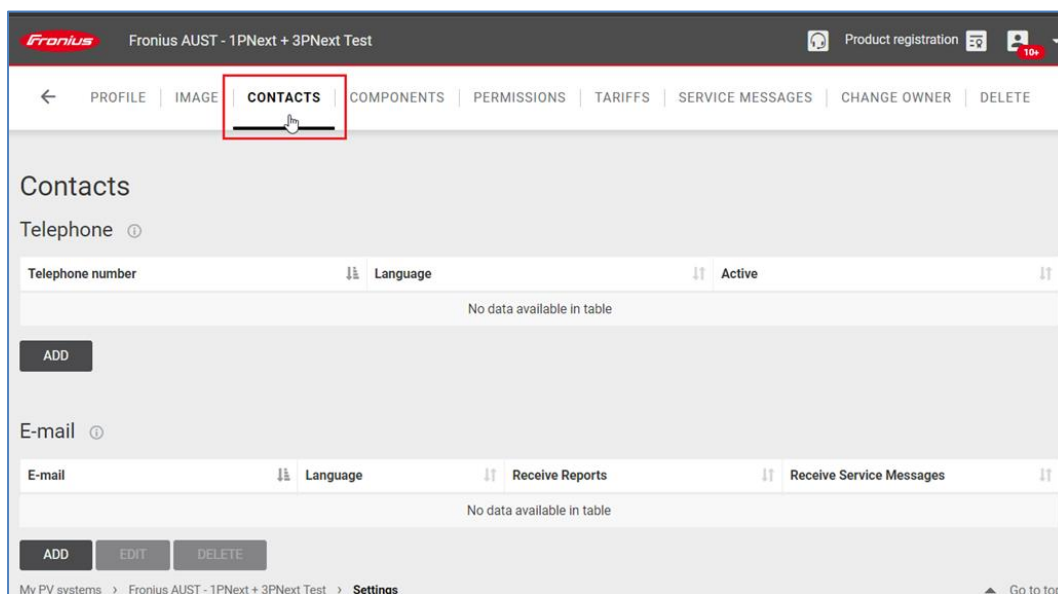 Fronius Fronius AUST - 1PNext + 3PNext Test Product registration 10+
PROFILE IMAGE CONTACTS COMPONENTS PERMISSIONS TARIFFS SERVICE MESSAGES CHANGE OWNER DELETE
Contacts
Telephone
Telephone number Language Active
No data available in table
ADD
E-mail
E-mail Language Receive Reports Receive Service Messages
No data available in table
ADD EDIT DELETE
My PV systems > Fronius AUST - 1PNext + 3PNext Test > Settings Go to top